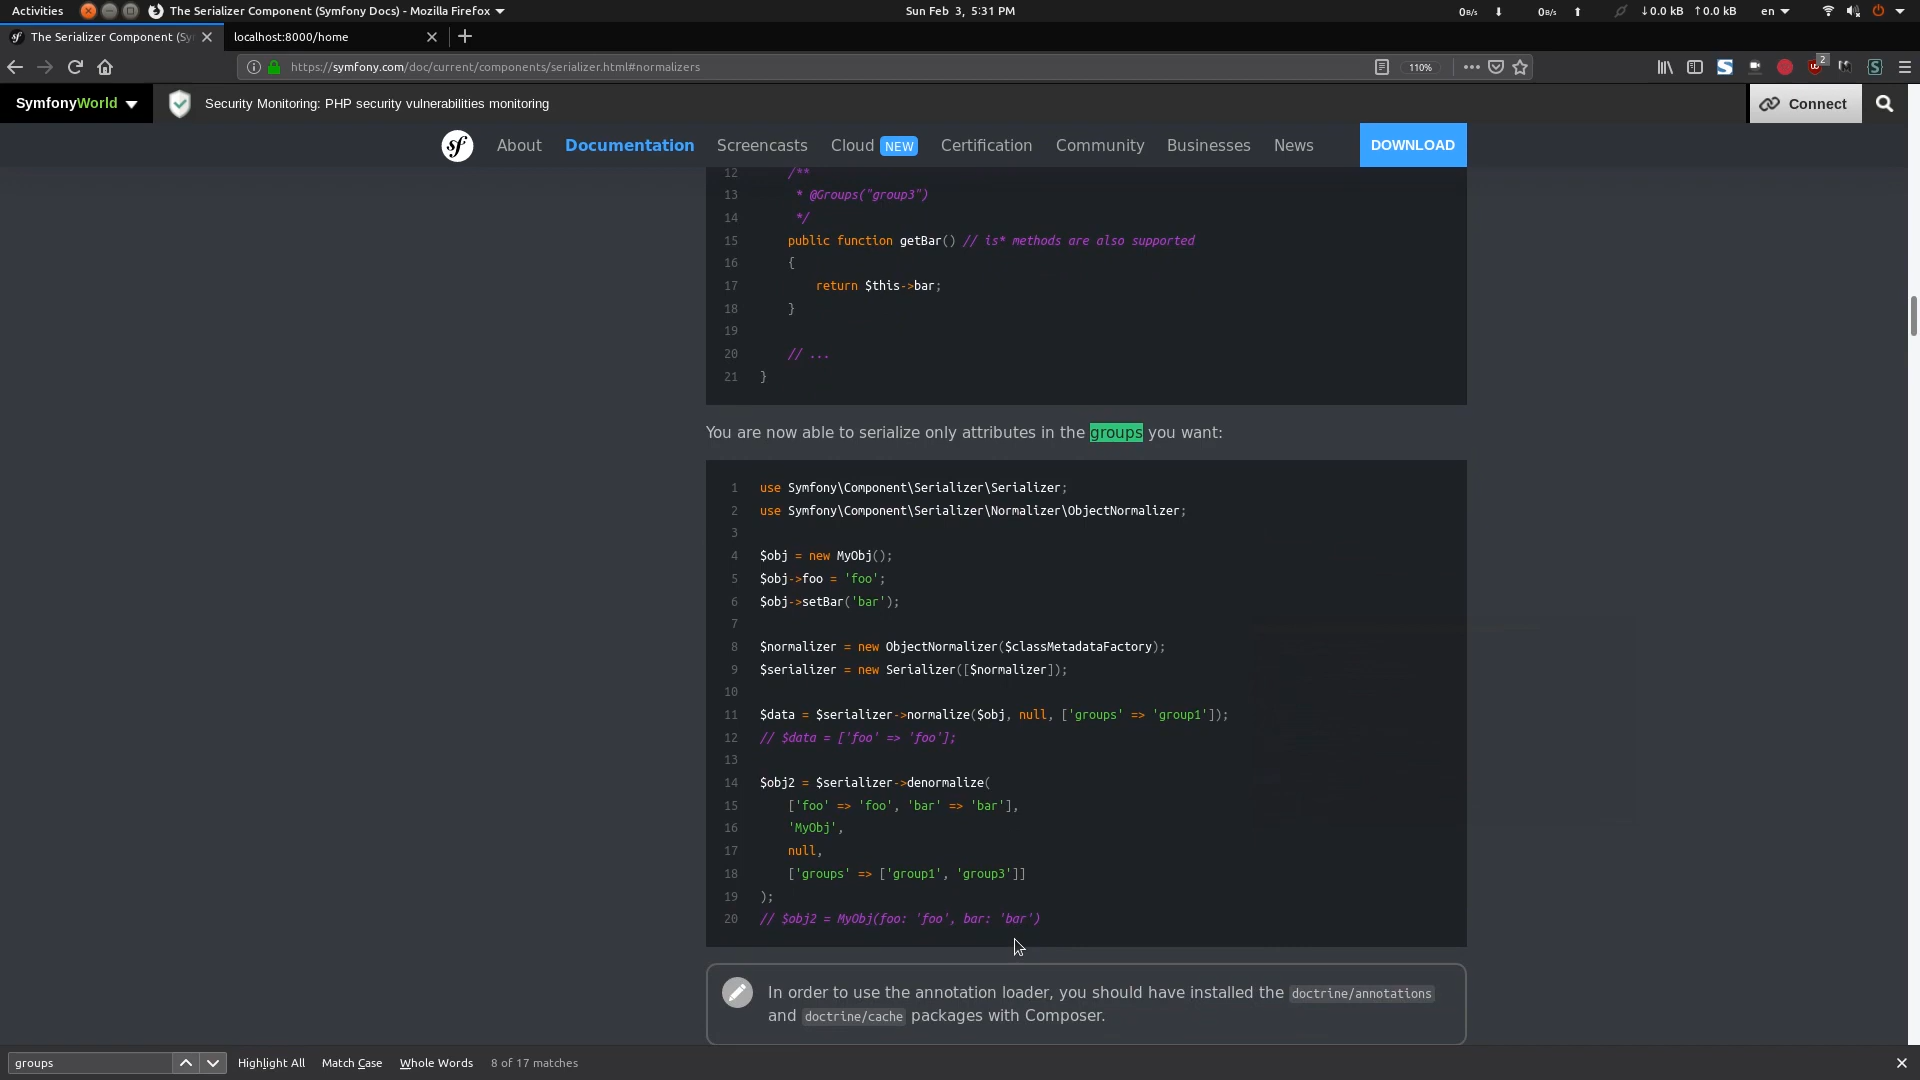 Activities
The Serializer Component (Symfony Docs) - Mozilla Firefox
Sun Feb 3, 5:31 PM
0B/s ↓ 0B/s ↑ ↓0.0 kB ↑0.0 kB en
The Serializer Component (Sy
localhost:8000/home
https://symfony.com/doc/current/components/serializer.html#normalizers
110%
2
SymfonyWorld
Security Monitoring: PHP security vulnerabilities monitoring
Connect
sf About Documentation Screencasts Cloud NEW Certification Community Businesses News DOWNLOAD
12 /**
13 * @Groups("group3")
14 */
15 public function getBar() // is* methods are also supported
16 {
17 return $this->bar;
18 }
19
20 // ...
21 }
You are now able to serialize only attributes in the groups you want:
1 use Symfony\Component\Serializer\Serializer;
2 use Symfony\Component\Serializer\Normalizer\ObjectNormalizer;
3
4 $obj = new MyObj();
5 $obj->foo = 'foo';
6 $obj->setBar('bar');
7
8 $normalizer = new ObjectNormalizer($classMetadataFactory);
9 $serializer = new Serializer([$normalizer]);
10
11 $data = $serializer->normalize($obj, null, ['groups' => 'group1']);
12 // $data = ['foo' => 'foo'];
13
14 $obj2 = $serializer->denormalize(
15 ['foo' => 'foo', 'bar' => 'bar'],
16 'MyObj',
17 null,
18 ['groups' => ['group1', 'group3']]
19 );
20 // $obj2 = MyObj(foo: 'foo', bar: 'bar')
In order to use the annotation loader, you should have installed the doctrine/annotations
and doctrine/cache packages with Composer.
groups
Highlight All Match Case Whole Words 8 of 17 matches